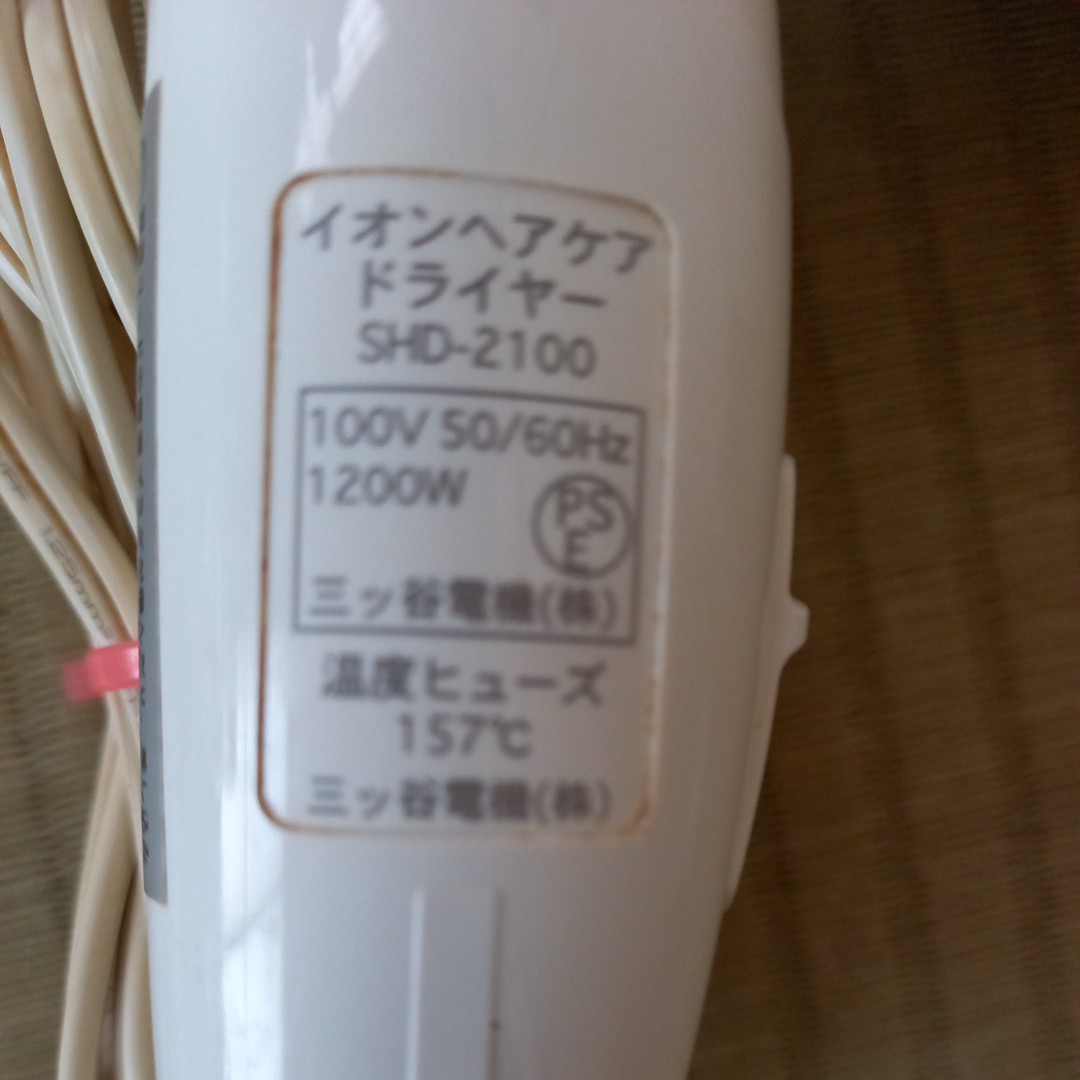 イオンヘアケア
ドライヤー
SHD-2100
100V 50/60Hz
1200W
PSE
三ッ谷電機(株)
温度ヒューズ
157℃
三ッ谷電機(株)
1.25mm